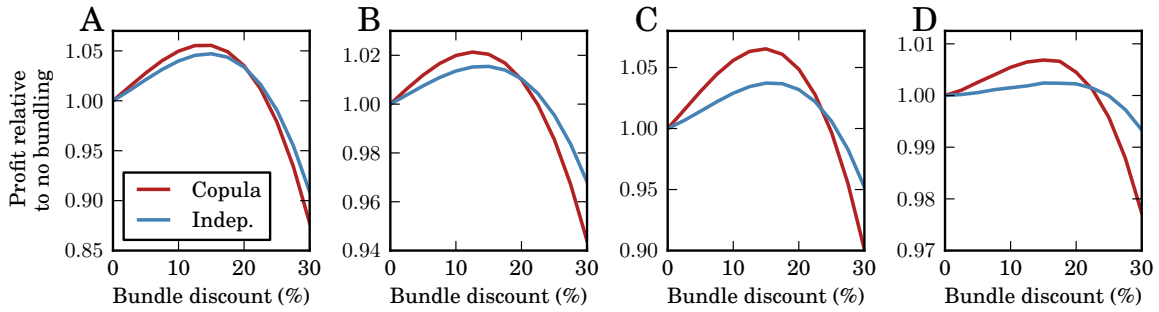 A
B
C
D
Profit relative
to no bundling
1.05
1.00
0.95
0.90
0.85
Copula
Indep.
0
10
20
30
Bundle discount (%)
1.02
1.00
0.98
0.96
0.94
0
10
20
30
Bundle discount (%)
1.05
1.00
0.95
0.90
0
10
20
30
Bundle discount (%)
1.01
1.00
0.99
0.98
0.97
0
10
20
30
Bundle discount (%)